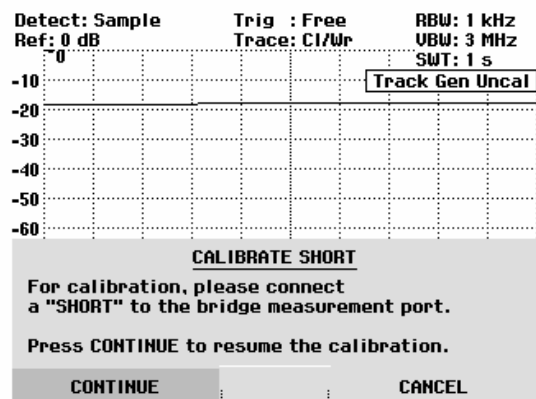 Detect: Sample Trig : Free RBW: 1 kHz
Ref: 0 dB Trace: Cl/Wr VBW: 3 MHz
0 SWT: 1 s
-10 Track Gen Uncal
-20
-30
-40
-50
-60
CALIBRATE SHORT
For calibration, please connect
a "SHORT" to the bridge measurement port.
Press CONTINUE to resume the calibration.
CONTINUE CANCEL